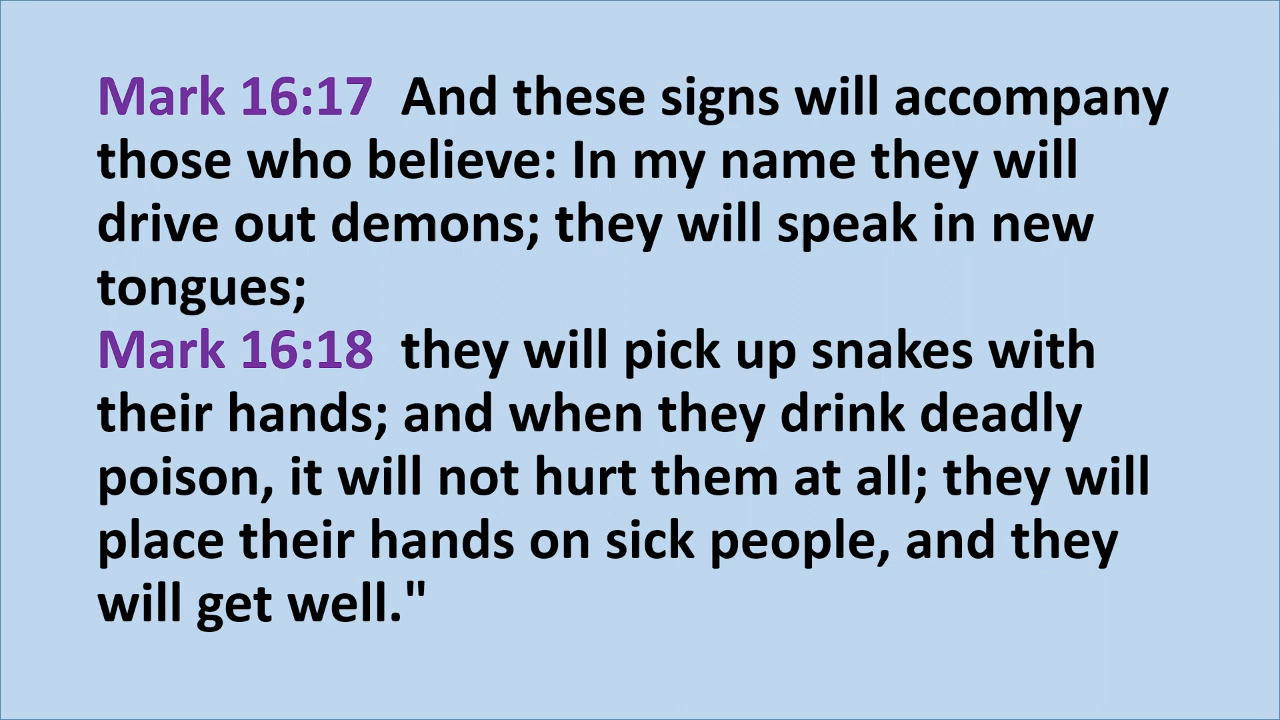 Mark 16:17  And these signs will accompany
those who believe: In my name they will
drive out demons; they will speak in new
tongues;
Mark 16:18  they will pick up snakes with
their hands; and when they drink deadly
poison, it will not hurt them at all; they will
place their hands on sick people, and they
will get well."